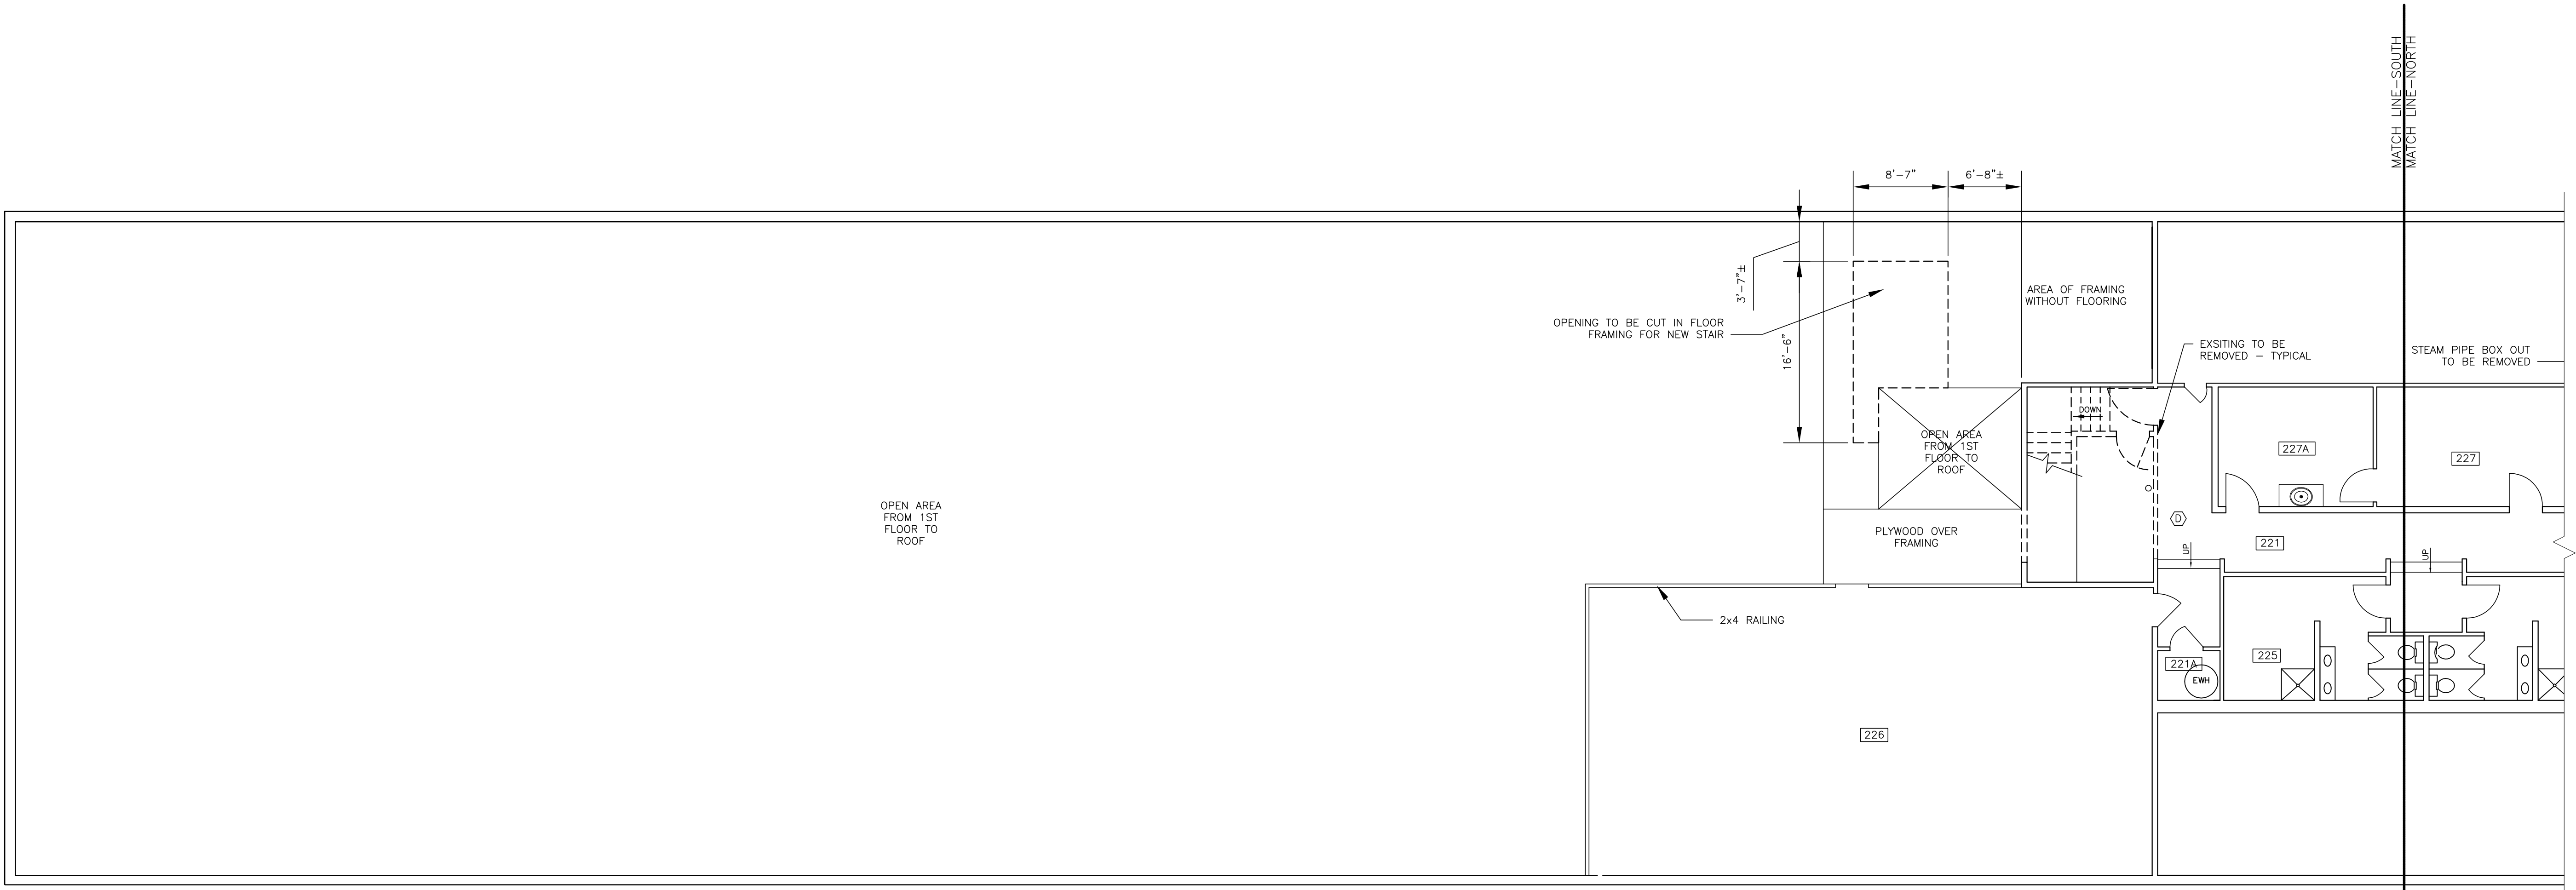 MATCH LINE-SOUTH
MATCH LINE-NORTH
8'-7"
6'-8"±
3'-7"±
16'-6"
AREA OF FRAMING
WITHOUT FLOORING
OPENING TO BE CUT IN FLOOR
FRAMING FOR NEW STAIR
EXSITING TO BE
REMOVED - TYPICAL
STEAM PIPE BOX OUT
TO BE REMOVED
DOWN
OPEN AREA
FROM 1ST
FLOOR TO
ROOF
227A
227
OPEN AREA
FROM 1ST
FLOOR TO
ROOF
PLYWOOD OVER
FRAMING
D
221
UP
UP
2x4 RAILING
221A
EWH
225
226